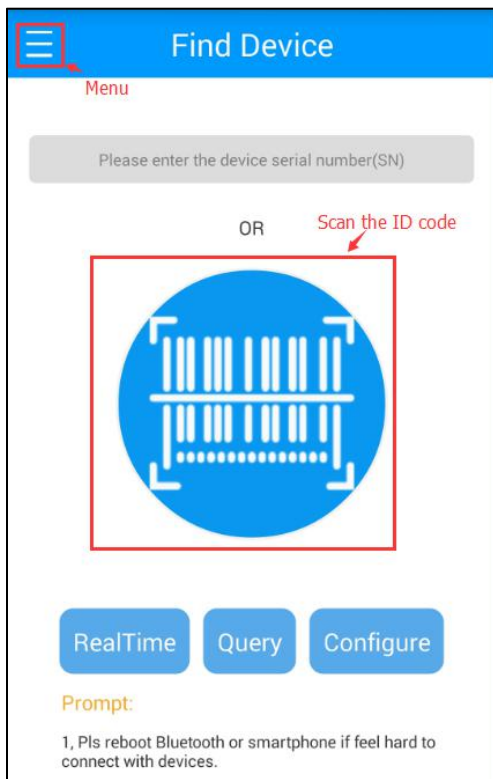 Find Device
Menu
Please enter the device serial number(SN)
OR
Scan the ID code
RealTime
Query
Configure
Prompt:
1, Pls reboot Bluetooth or smartphone if feel hard to
connect with devices.